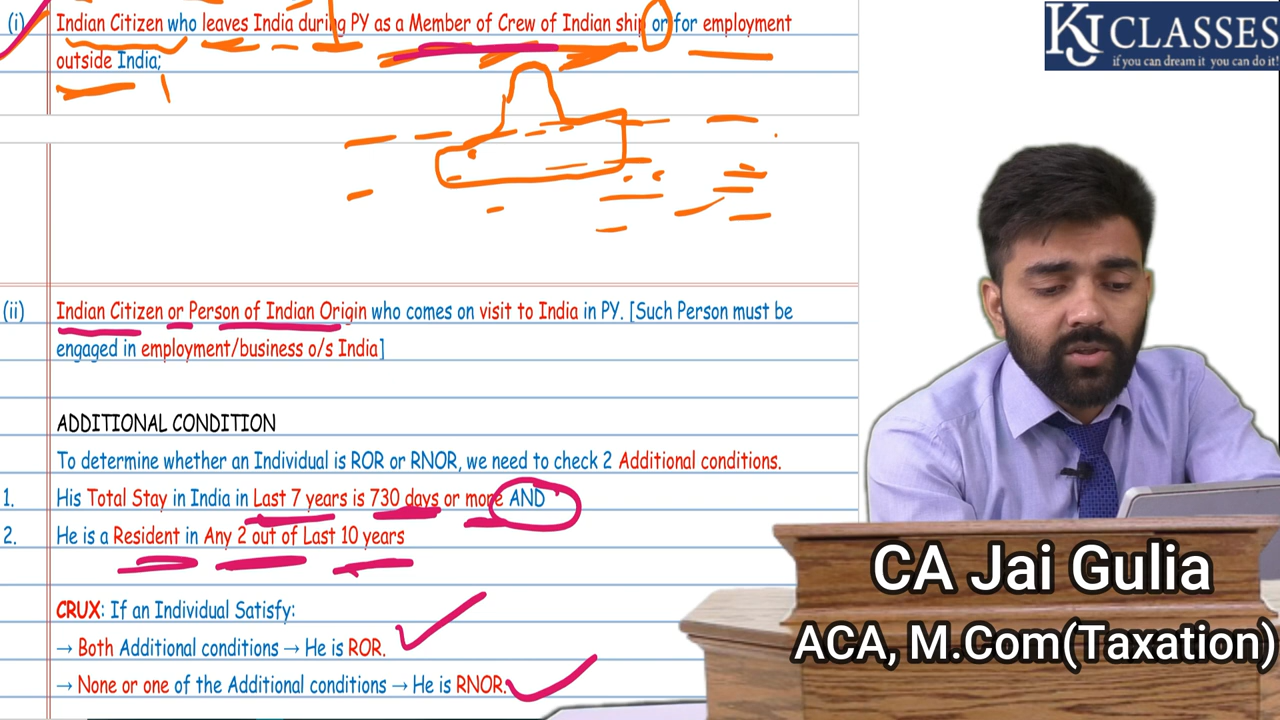 (i) Indian Citizen who leaves India during PY as a Member of Crew of Indian ship or for employment
outside India;
KJ CLASSES
if you can dream it you can do it!
(ii) Indian Citizen or Person of Indian Origin who comes on visit to India in PY. [Such Person must be
engaged in employment/business o/s India]
ADDITIONAL CONDITION
To determine whether an Individual is ROR or RNOR, we need to check 2 Additional conditions.
1. His Total Stay in India in Last 7 years is 730 days or more AND
2. He is a Resident in Any 2 out of Last 10 years
CRUX: If an Individual Satisfy:
→ Both Additional conditions → He is ROR.
→ None or one of the Additional conditions → He is RNOR.
CA Jai Gulia
ACA, M.Com(Taxation)